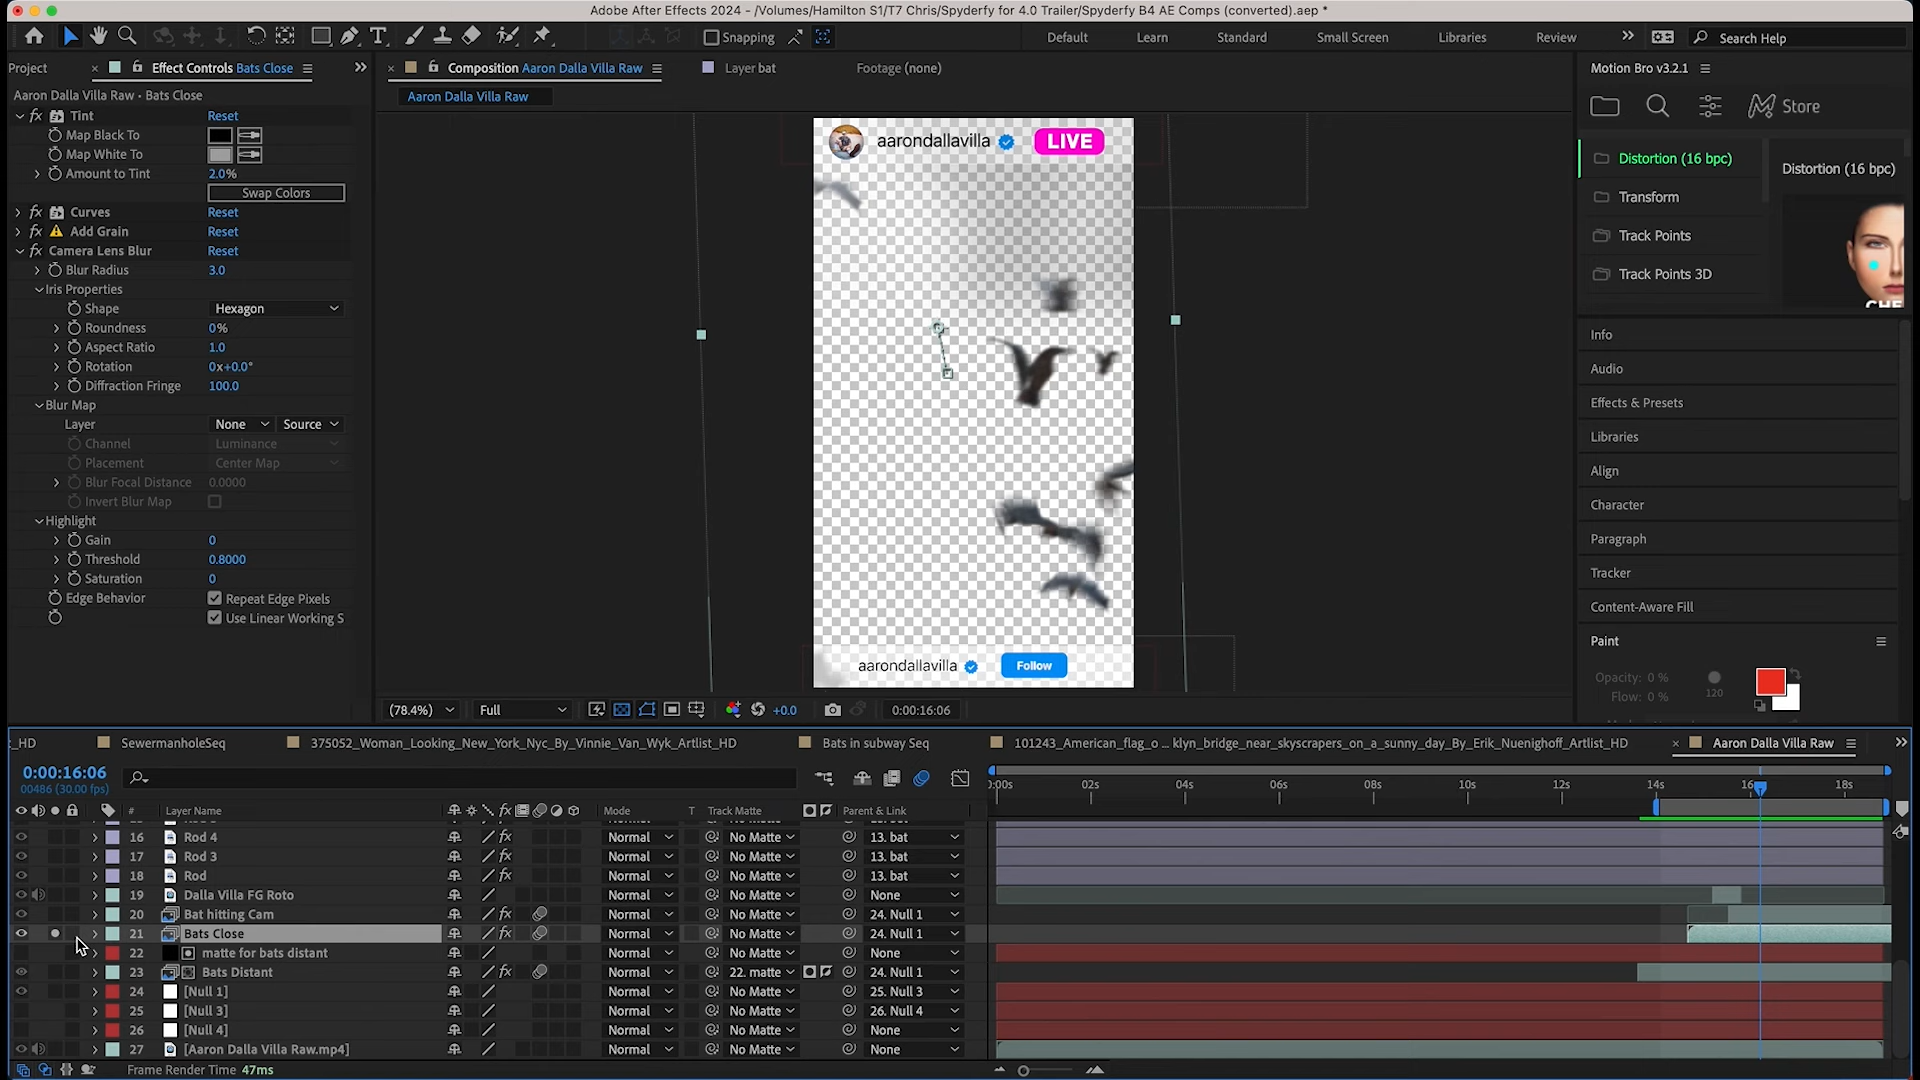 Adobe After Effects 2024 - /Volumes/Hamilton S1/T7 Chris/Spyderfy for 4.0 Trailer/Spyderfy B4 AE Comps (converted).aep *
Snapping
Default
Learn
Standard
Small Screen
Libraries
Review
Search Help
Project
Effect Controls Bats Close
Composition Aaron Dalla Villa Raw
Layer bat
Footage (none)
Motion Bro v3.2.1
Aaron Dalla Villa Raw • Bats Close
Aaron Dalla Villa Raw
Tint Reset
Map Black To
Map White To
Amount to Tint 2.0%
Swap Colors
Curves Reset
Add Grain Reset
Camera Lens Blur Reset
Blur Radius 3.0
Iris Properties
Shape Hexagon
Roundness 0%
Aspect Ratio 1.0
Rotation 0x+0.0°
Diffraction Fringe 100.0
Blur Map
Layer None Source
Channel Luminance
Placement Center Map
Blur Focal Distance 0.0000
Invert Blur Map
Highlight
Gain 0
Threshold 0.8000
Saturation 0
Edge Behavior Repeat Edge Pixels
Use Linear Working S
aarondallavilla LIVE
aarondallavilla Follow
(78.4%) Full +0.0 0:00:16:06
Store
Distortion (16 bpc)
Transform
Track Points
Track Points 3D
Distortion (16 bpc)
Info
Audio
Effects & Presets
Libraries
Align
Character
Paragraph
Tracker
Content-Aware Fill
Paint
Opacity: 0 %
Flow: 0 %
120
:_HD
SewermanholeSeq
375052_Woman_Looking_New_York_Nyc_By_Vinnie_Van_Wyk_Artlist_HD
Bats in subway Seq
101243_American_flag_o ... klyn_bridge_near_skyscrapers_on_a_sunny_day_By_Erik_Nuenighoff_Artlist_HD
Aaron Dalla Villa Raw
0:00:16:06
00486 (30.00 fps)
:00s 02s 04s 06s 08s 10s 12s 14s 16s 18s
# Layer Name Mode T Track Matte Parent & Link
16 Rod 4 Normal No Matte 13. bat
17 Rod 3 Normal No Matte 13. bat
18 Rod Normal No Matte 13. bat
19 Dalla Villa FG Roto Normal No Matte None
20 Bat hitting Cam Normal No Matte 24. Null 1
21 Bats Close Normal No Matte 24. Null 1
22 matte for bats distant Normal No Matte None
23 Bats Distant Normal 22. matte 24. Null 1
24 [Null 1] Normal No Matte 25. Null 3
25 [Null 3] Normal No Matte 26. Null 4
26 [Null 4] Normal No Matte None
27 [Aaron Dalla Villa Raw.mp4] Normal No Matte None
Frame Render Time 47ms